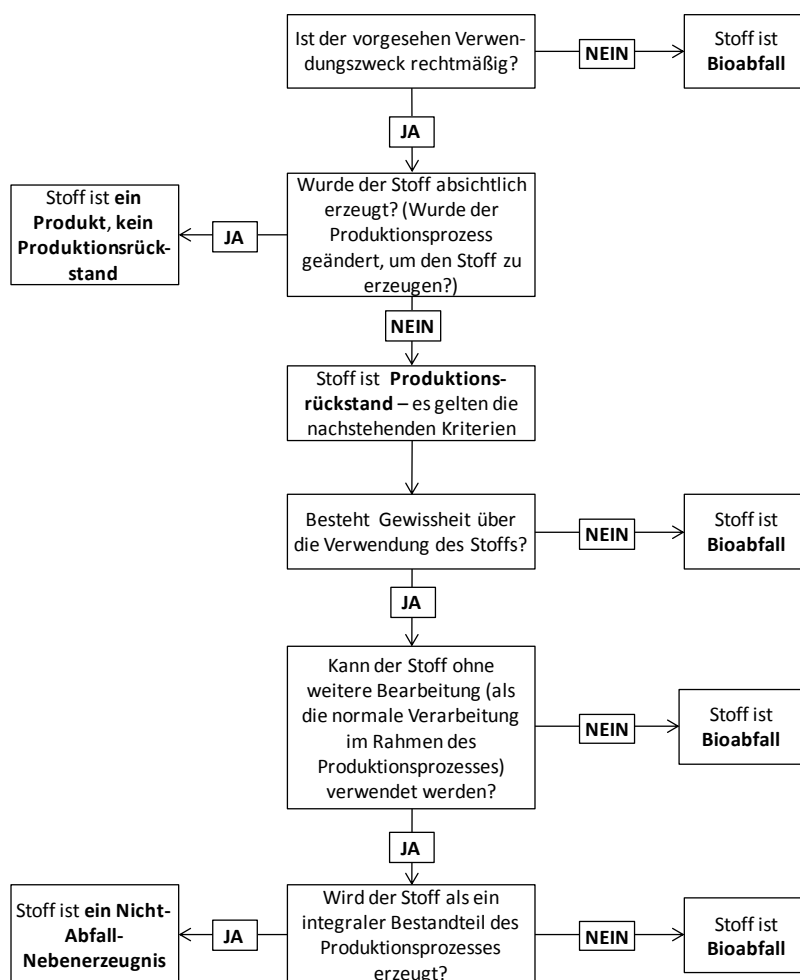 Ist der vorgesehen Verwen-
dungszweck rechtmäßig?
NEIN
Stoff ist
Bioabfall
JA
Wurde der Stoff absichtlich
erzeugt? (Wurde der
Produktionsprozess
geändert, um den Stoff zu
erzeugen?)
JA
Stoff ist ein
Produkt, kein
Produktionsrück-
stand
NEIN
Stoff ist Produktions-
rückstand – es gelten die
nachstehenden Kriterien
Besteht Gewissheit über
die Verwendung des Stoffs?
NEIN
Stoff ist
Bioabfall
JA
Kann der Stoff ohne
weitere Bearbeitung (als
die normale Verarbeitung
im Rahmen des
Produktionsprozesses)
verwendet werden?
NEIN
Stoff ist
Bioabfall
JA
Wird der Stoff als ein
integraler Bestandteil des
Produktionsprozesses
erzeugt?
JA
Stoff ist ein Nicht-
Abfall-
Nebenerzeugnis
NEIN
Stoff ist
Bioabfall